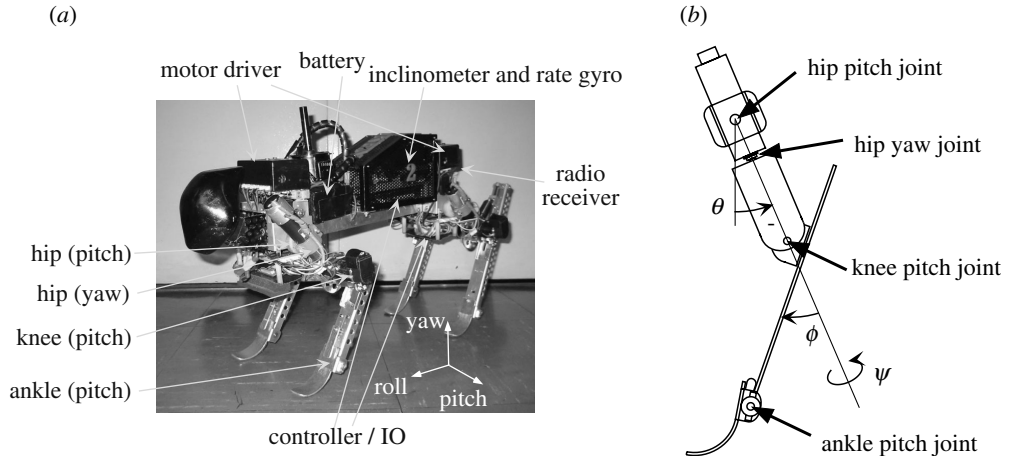 (a)
battery
motor driver
inclinometer and rate gyro
2
radio
receiver
hip (pitch)
hip (yaw)
knee (pitch)
ankle (pitch)
yaw
roll
pitch
controller / IO
(b)
hip pitch joint
hip yaw joint
θ
knee pitch joint
ϕ
ψ
ankle pitch joint